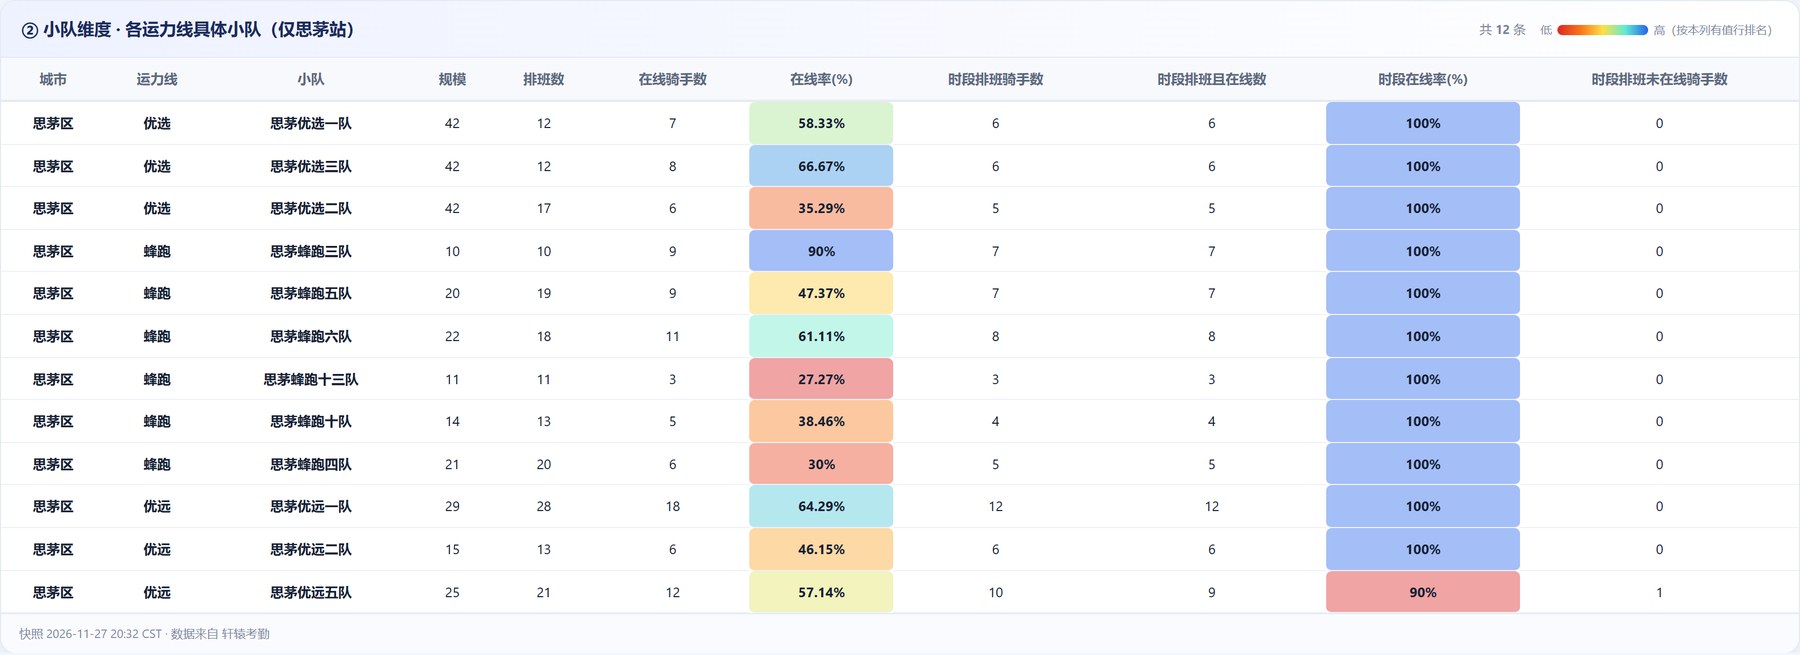 ② 小队维度 · 各运力线具体小队（仅思茅站）
共 12 条 低 高 (按本列有值行排名)
城市 运力线 小队 规模 排班数 在线骑手数 在线率(%) 时段排班骑手数 时段排班且在线数 时段在线率(%) 时段排班未在线骑手数
思茅区 优选 思茅优选一队 42 12 7 58.33% 6 6 100% 0
思茅区 优选 思茅优选三队 42 12 8 66.67% 6 6 100% 0
思茅区 优选 思茅优选二队 42 17 6 35.29% 5 5 100% 0
思茅区 蜂跑 思茅蜂跑三队 10 10 9 90% 7 7 100% 0
思茅区 蜂跑 思茅蜂跑五队 20 19 9 47.37% 7 7 100% 0
思茅区 蜂跑 思茅蜂跑六队 22 18 11 61.11% 8 8 100% 0
思茅区 蜂跑 思茅蜂跑十三队 11 11 3 27.27% 3 3 100% 0
思茅区 蜂跑 思茅蜂跑十队 14 13 5 38.46% 4 4 100% 0
思茅区 蜂跑 思茅蜂跑四队 21 20 6 30% 5 5 100% 0
思茅区 优远 思茅优远一队 29 28 18 64.29% 12 12 100% 0
思茅区 优远 思茅优远二队 15 13 6 46.15% 6 6 100% 0
思茅区 优远 思茅优远五队 25 21 12 57.14% 10 9 90% 1
快照 2026-11-27 20:32 CST · 数据来自 轩辕考勤